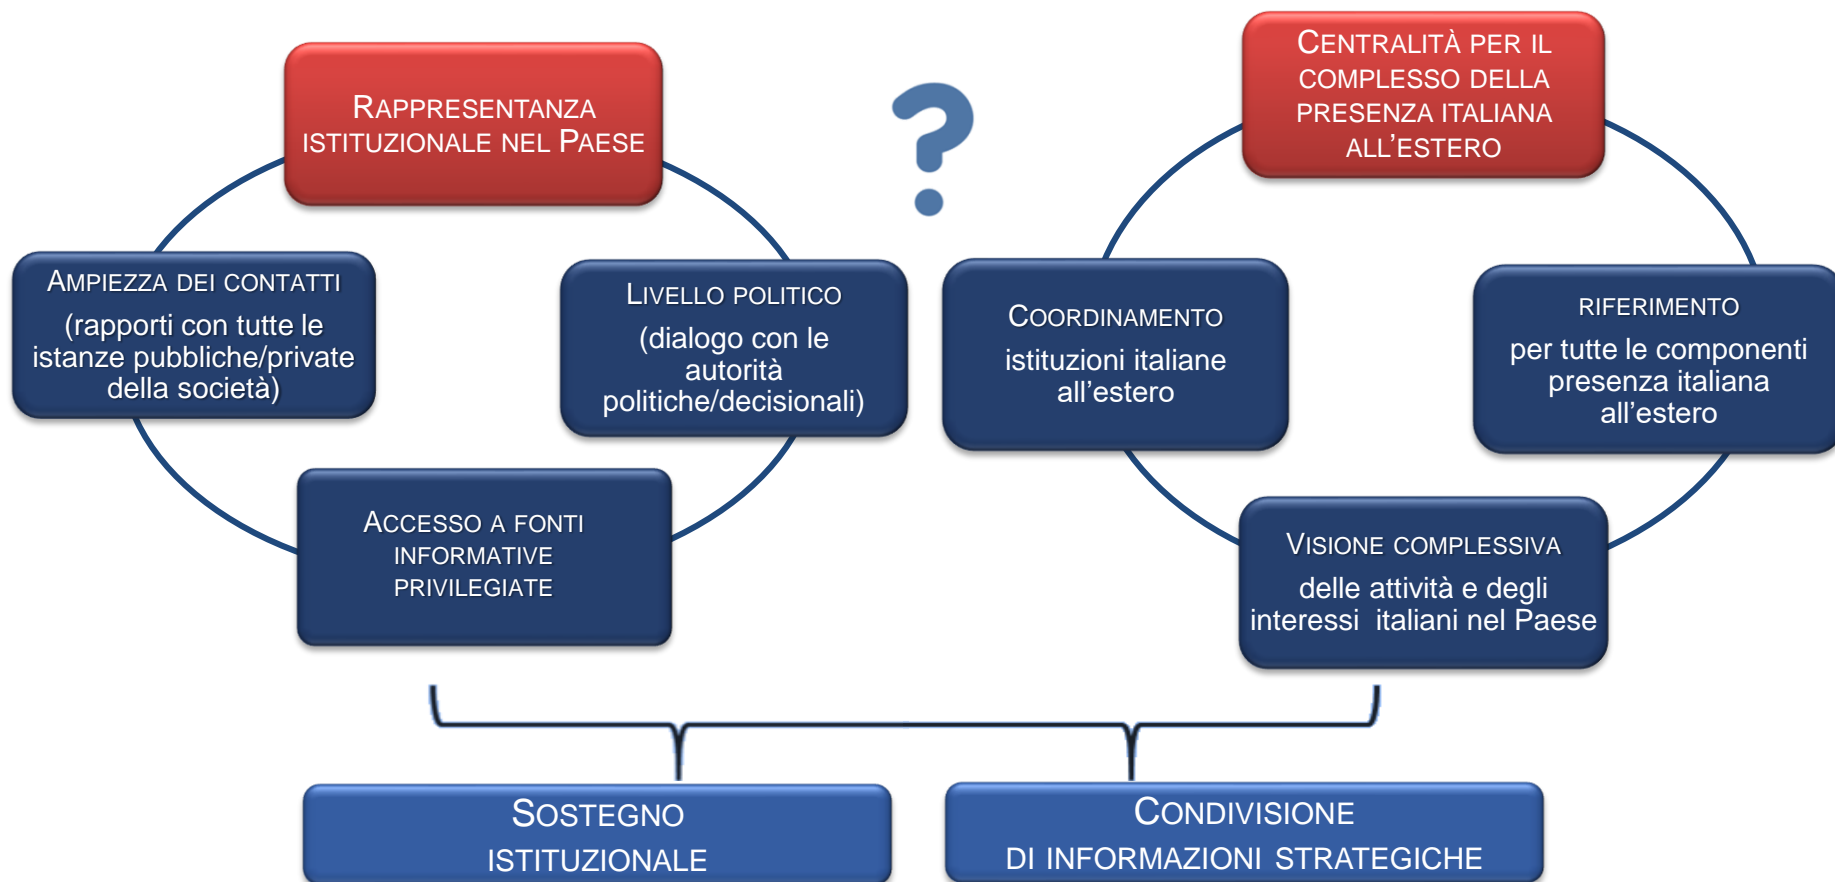 Rappresentanza
istituzionale nel Paese
Ampiezza dei contatti
(rapporti con tutte le
istanze pubbliche/private
della società)
Livello politico
(dialogo con le
autorità
politiche/decisionali)
Accesso a fonti
informative
privilegiate
?
Centralità per il
complesso della
presenza italiana
all'estero
Coordinamento
istituzioni italiane
all'estero
riferimento
per tutte le componenti
presenza italiana
all'estero
Visione complessiva
delle attività e degli
interessi  italiani nel Paese
Sostegno
istituzionale
Condivisione
di informazioni strategiche